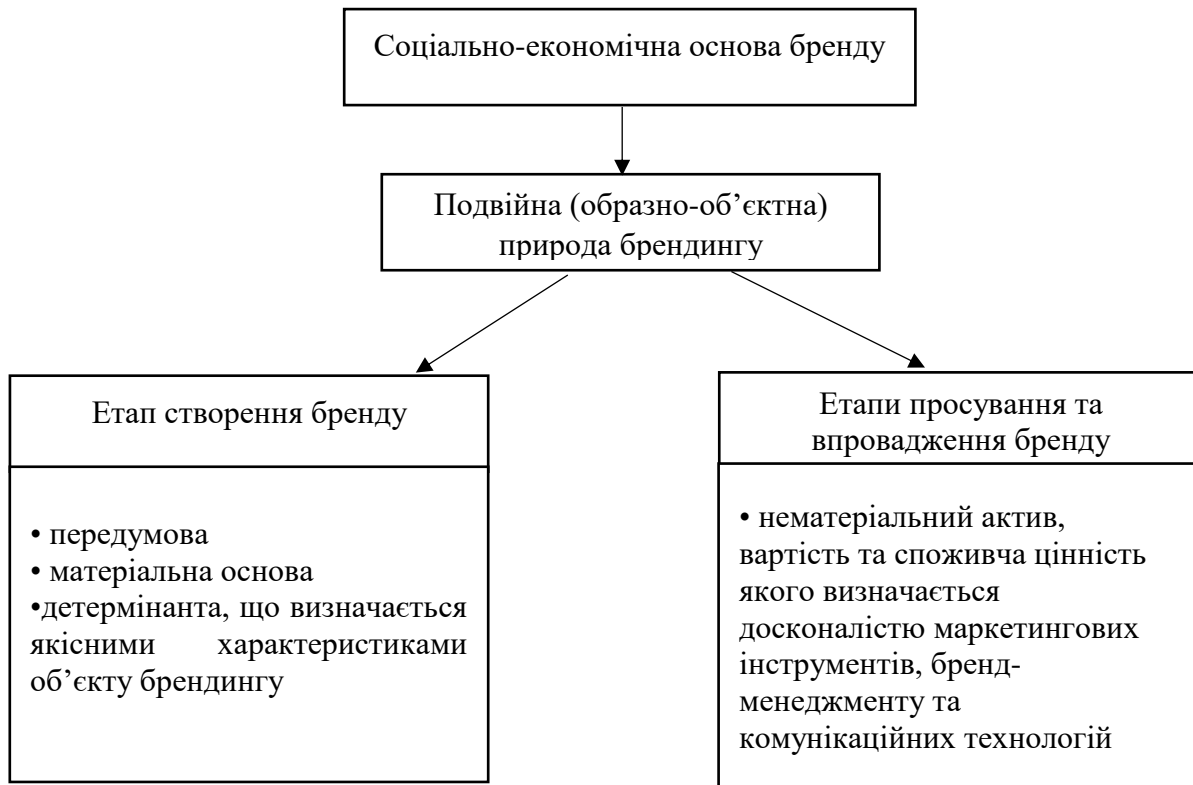 Соціально-економічна основа бренду
Подвійна (образно-об’єктна)
природа брендингу
Етап створення бренду
• передумова
• матеріальна основа
•детермінанта, що визначається
якісними характеристиками
об’єкту брендингу
Етапи просування та
впровадження бренду
• нематеріальний актив,
вартість та споживча цінність
якого визначається
досконалістю маркетингових
інструментів, бренд-
менеджменту та
комунікаційних технологій